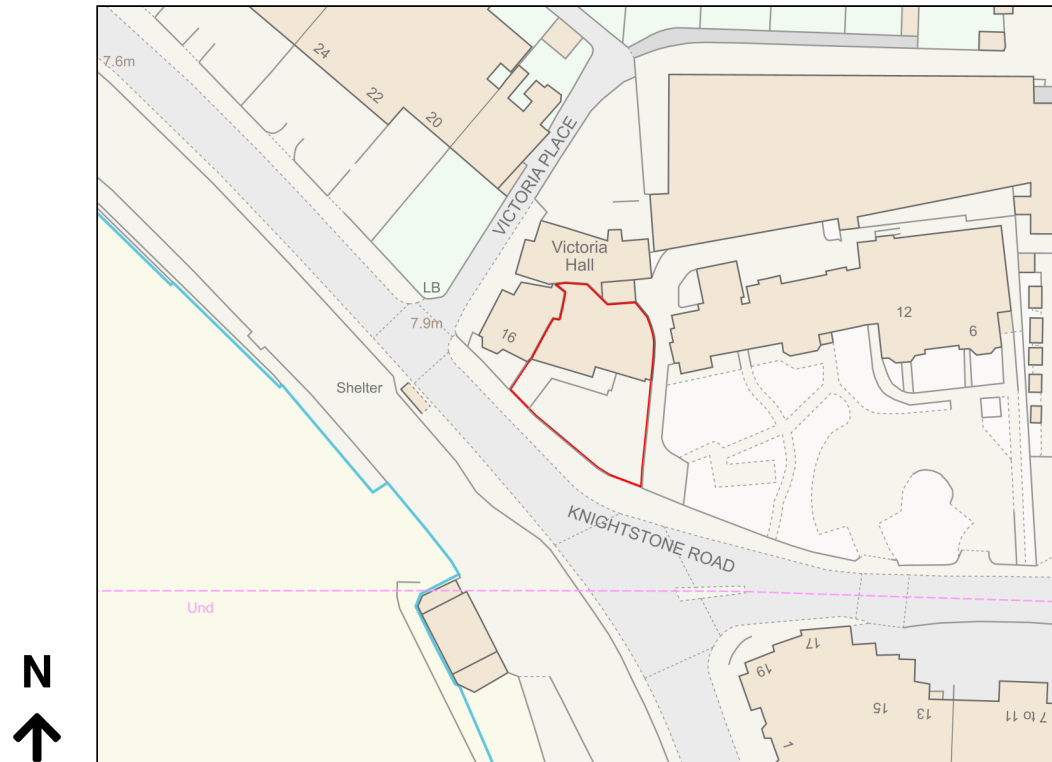 24
7.6m
22
20
VICTORIA PLACE
Victoria
Hall
LB
7.9m
16
12
6
Shelter
KNIGHTSTONE ROAD
Und
N
17
19
15
13
7 to 11
1